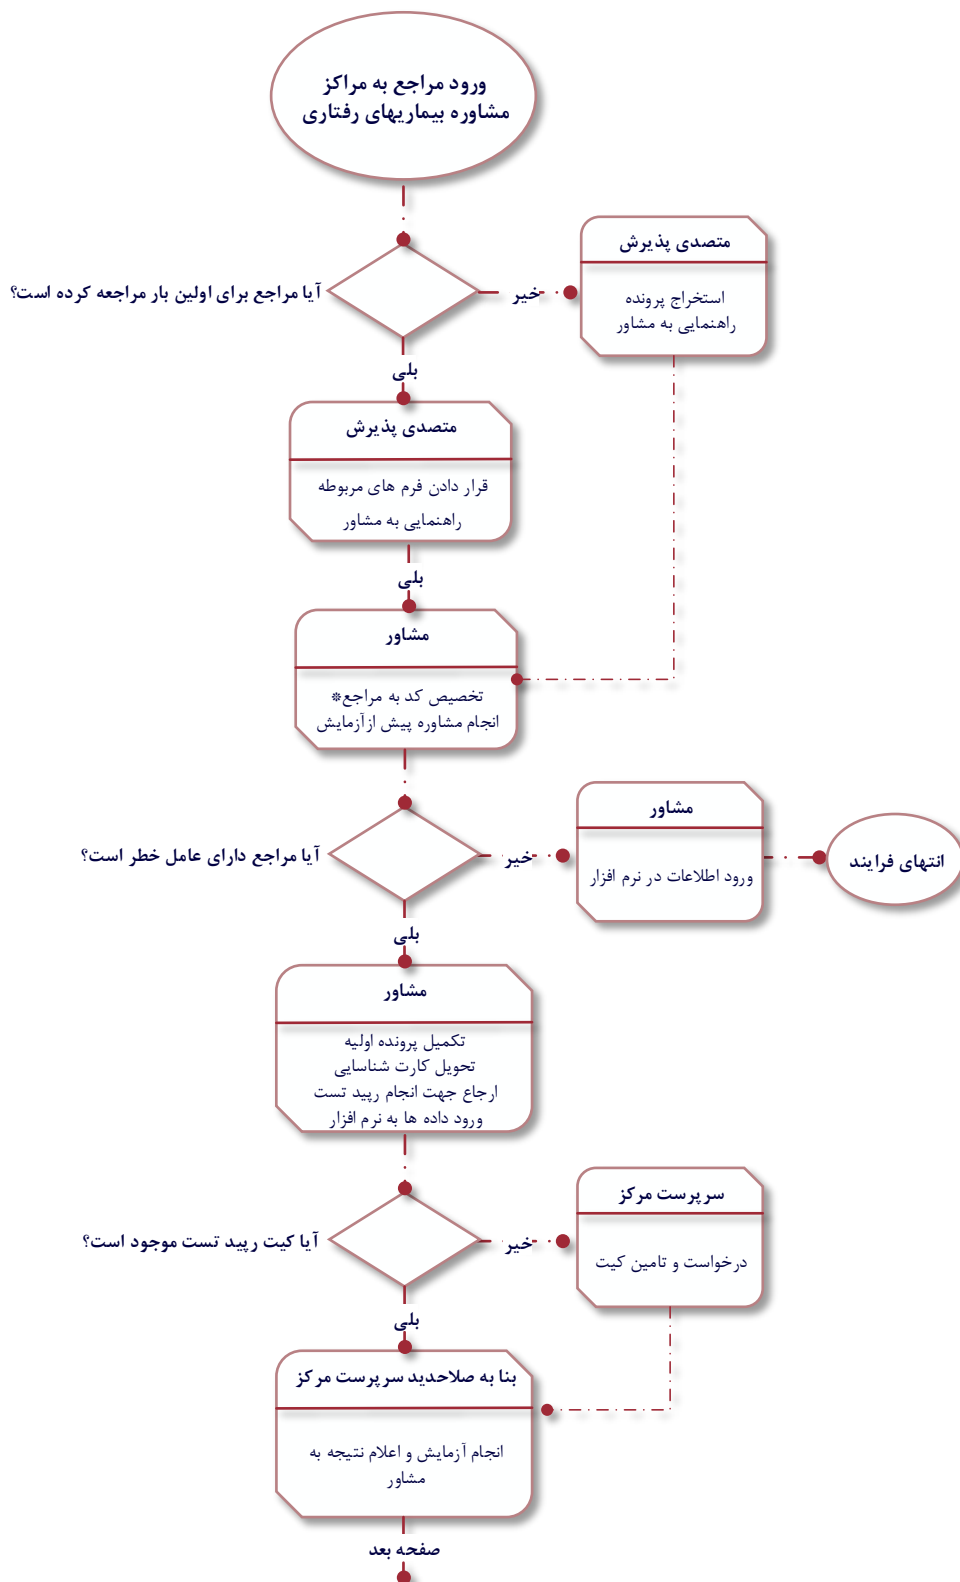 ورود مراجع به مراکز
مشاوره بیماریهای رفتاری
آیا مراجع برای اولین بار مراجعه کرده است؟
خیر
متصدی پذیرش
استخراج پرونده
راهنمایی به مشاور
بلی
متصدی پذیرش
قرار دادن فرم های مربوطه
راهنمایی به مشاور
بلی
مشاور
تخصیص کد به مراجع*
انجام مشاوره پیش از آزمایش
آیا مراجع دارای عامل خطر است؟
خیر
مشاور
ورود اطلاعات در نرم افزار
انتهای فرایند
بلی
مشاور
تکمیل پرونده اولیه
تحویل کارت شناسایی
ارجاع جهت انجام رپید تست
ورود داده ها به نرم افزار
آیا کیت رپید تست موجود است؟
خیر
سرپرست مرکز
درخواست و تامین کیت
بلی
بنا به صلاحدید سرپرست مرکز
انجام آزمایش و اعلام نتیجه به
مشاور
صفحه بعد